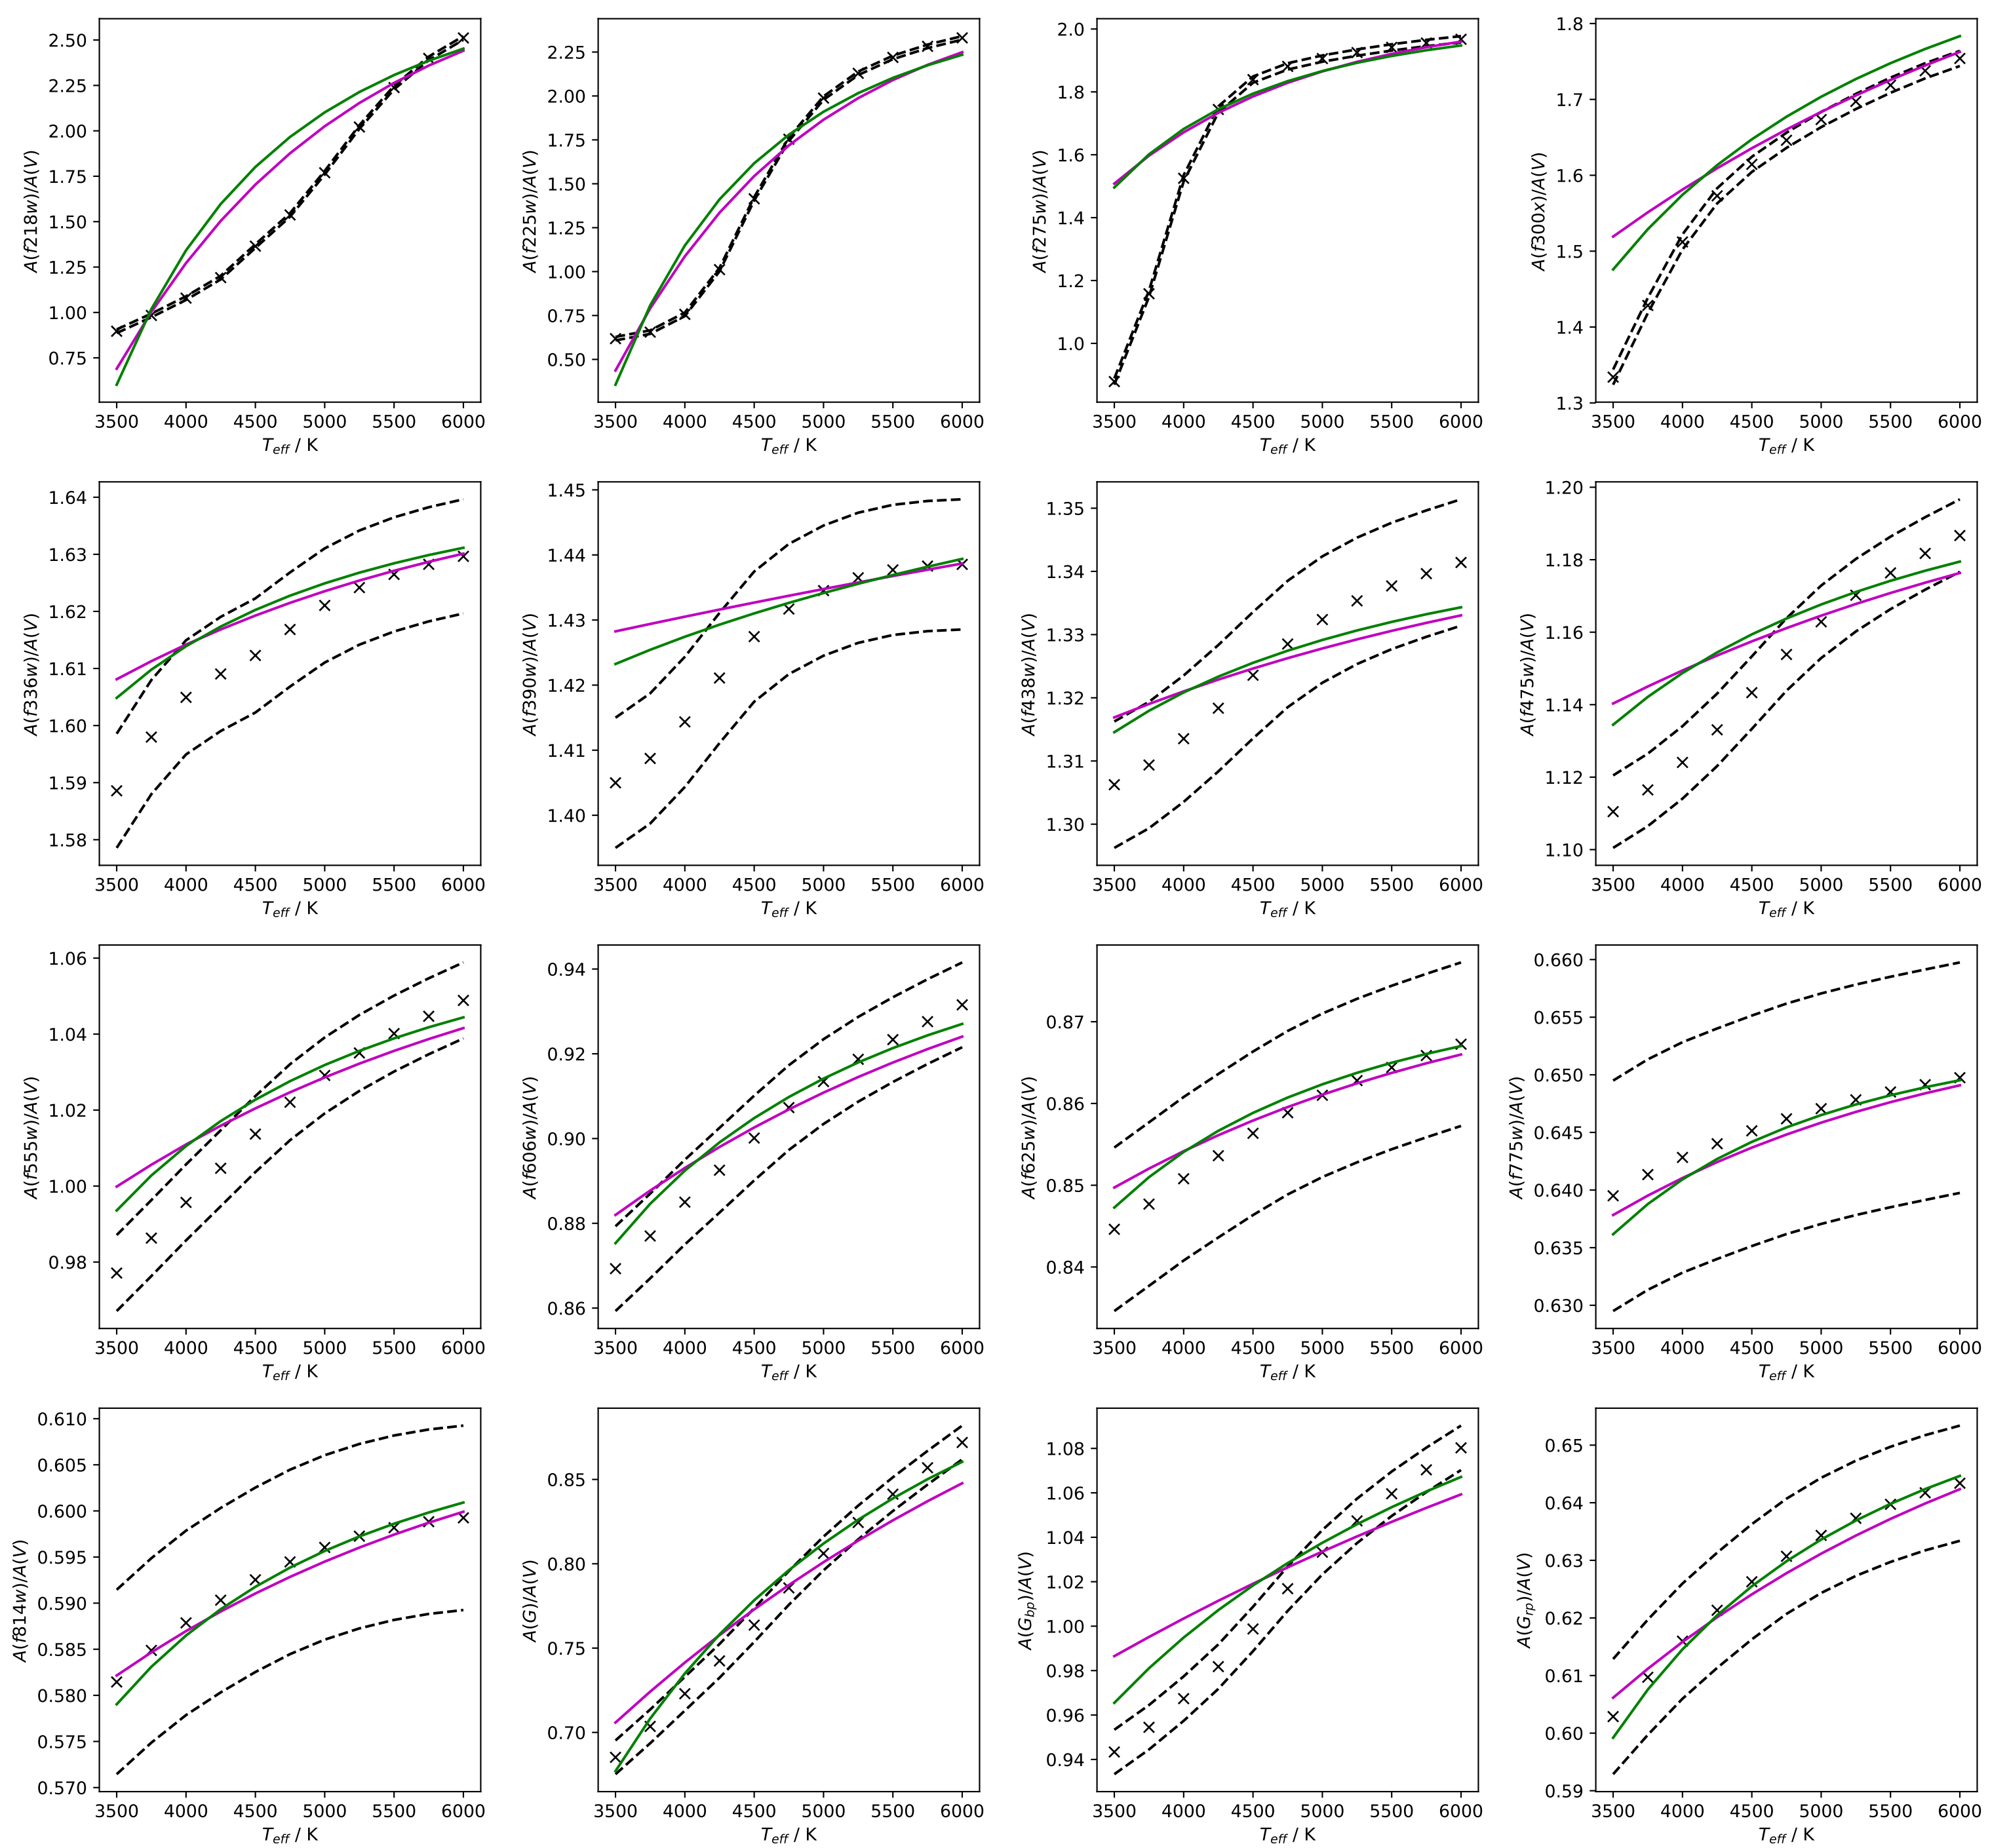 A(f218w)/A(V)
2.50
2.25
2.00
1.75
1.50
1.25
1.00
0.75
3500 4000 4500 5000 5500 6000
T_eff / K
A(f225w)/A(V)
2.25
2.00
1.75
1.50
1.25
1.00
0.75
0.50
3500 4000 4500 5000 5500 6000
T_eff / K
A(f275w)/A(V)
2.0
1.8
1.6
1.4
1.2
1.0
3500 4000 4500 5000 5500 6000
T_eff / K
A(f300x)/A(V)
1.8
1.7
1.6
1.5
1.4
1.3
3500 4000 4500 5000 5500 6000
T_eff / K
A(f336w)/A(V)
1.64
1.63
1.62
1.61
1.60
1.59
1.58
3500 4000 4500 5000 5500 6000
T_eff / K
A(f390w)/A(V)
1.45
1.44
1.43
1.42
1.41
1.40
3500 4000 4500 5000 5500 6000
T_eff / K
A(f438w)/A(V)
1.35
1.34
1.33
1.32
1.31
1.30
3500 4000 4500 5000 5500 6000
T_eff / K
A(f475w)/A(V)
1.20
1.18
1.16
1.14
1.12
1.10
3500 4000 4500 5000 5500 6000
T_eff / K
A(f555w)/A(V)
1.06
1.04
1.02
1.00
0.98
3500 4000 4500 5000 5500 6000
T_eff / K
A(f606w)/A(V)
0.94
0.92
0.90
0.88
0.86
3500 4000 4500 5000 5500 6000
T_eff / K
A(f625w)/A(V)
0.87
0.86
0.85
0.84
3500 4000 4500 5000 5500 6000
T_eff / K
A(f775w)/A(V)
0.660
0.655
0.650
0.645
0.640
0.635
0.630
3500 4000 4500 5000 5500 6000
T_eff / K
A(f814w)/A(V)
0.610
0.605
0.600
0.595
0.590
0.585
0.580
0.575
0.570
3500 4000 4500 5000 5500 6000
T_eff / K
A(G)/A(V)
0.85
0.80
0.75
0.70
3500 4000 4500 5000 5500 6000
T_eff / K
A(G_bp)/A(V)
1.08
1.06
1.04
1.02
1.00
0.98
0.96
0.94
3500 4000 4500 5000 5500 6000
T_eff / K
A(G_rp)/A(V)
0.65
0.64
0.63
0.62
0.61
0.60
0.59
3500 4000 4500 5000 5500 6000
T_eff / K